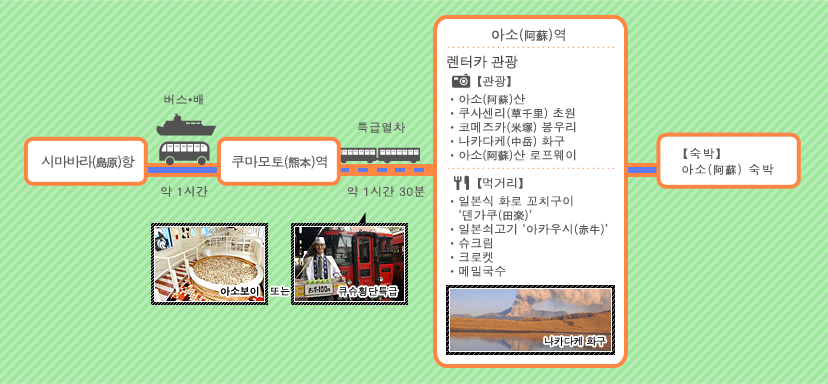 시마바라(島原)항
버스•배
약 1시간
쿠마모토(熊本)역
특급열차
약 1시간 30분
아소보이
또는
큐슈횡단특급
아소(阿蘇)역
렌터카 관광
【관광】
· 아소(阿蘇)산
· 쿠사센리(草千里) 초원
· 코메즈카(米塚) 봉우리
· 나카다케(中岳) 화구
· 아소(阿蘇)산 로프웨이
【먹거리】
· 일본식 화로 꼬치구이
‘덴가쿠(田楽)’
· 일본쇠고기 ‘아카우시(赤牛)’
· 슈크림
· 크로켓
· 메밀국수
나카다케 화구
【숙박】
아소(阿蘇) 숙박